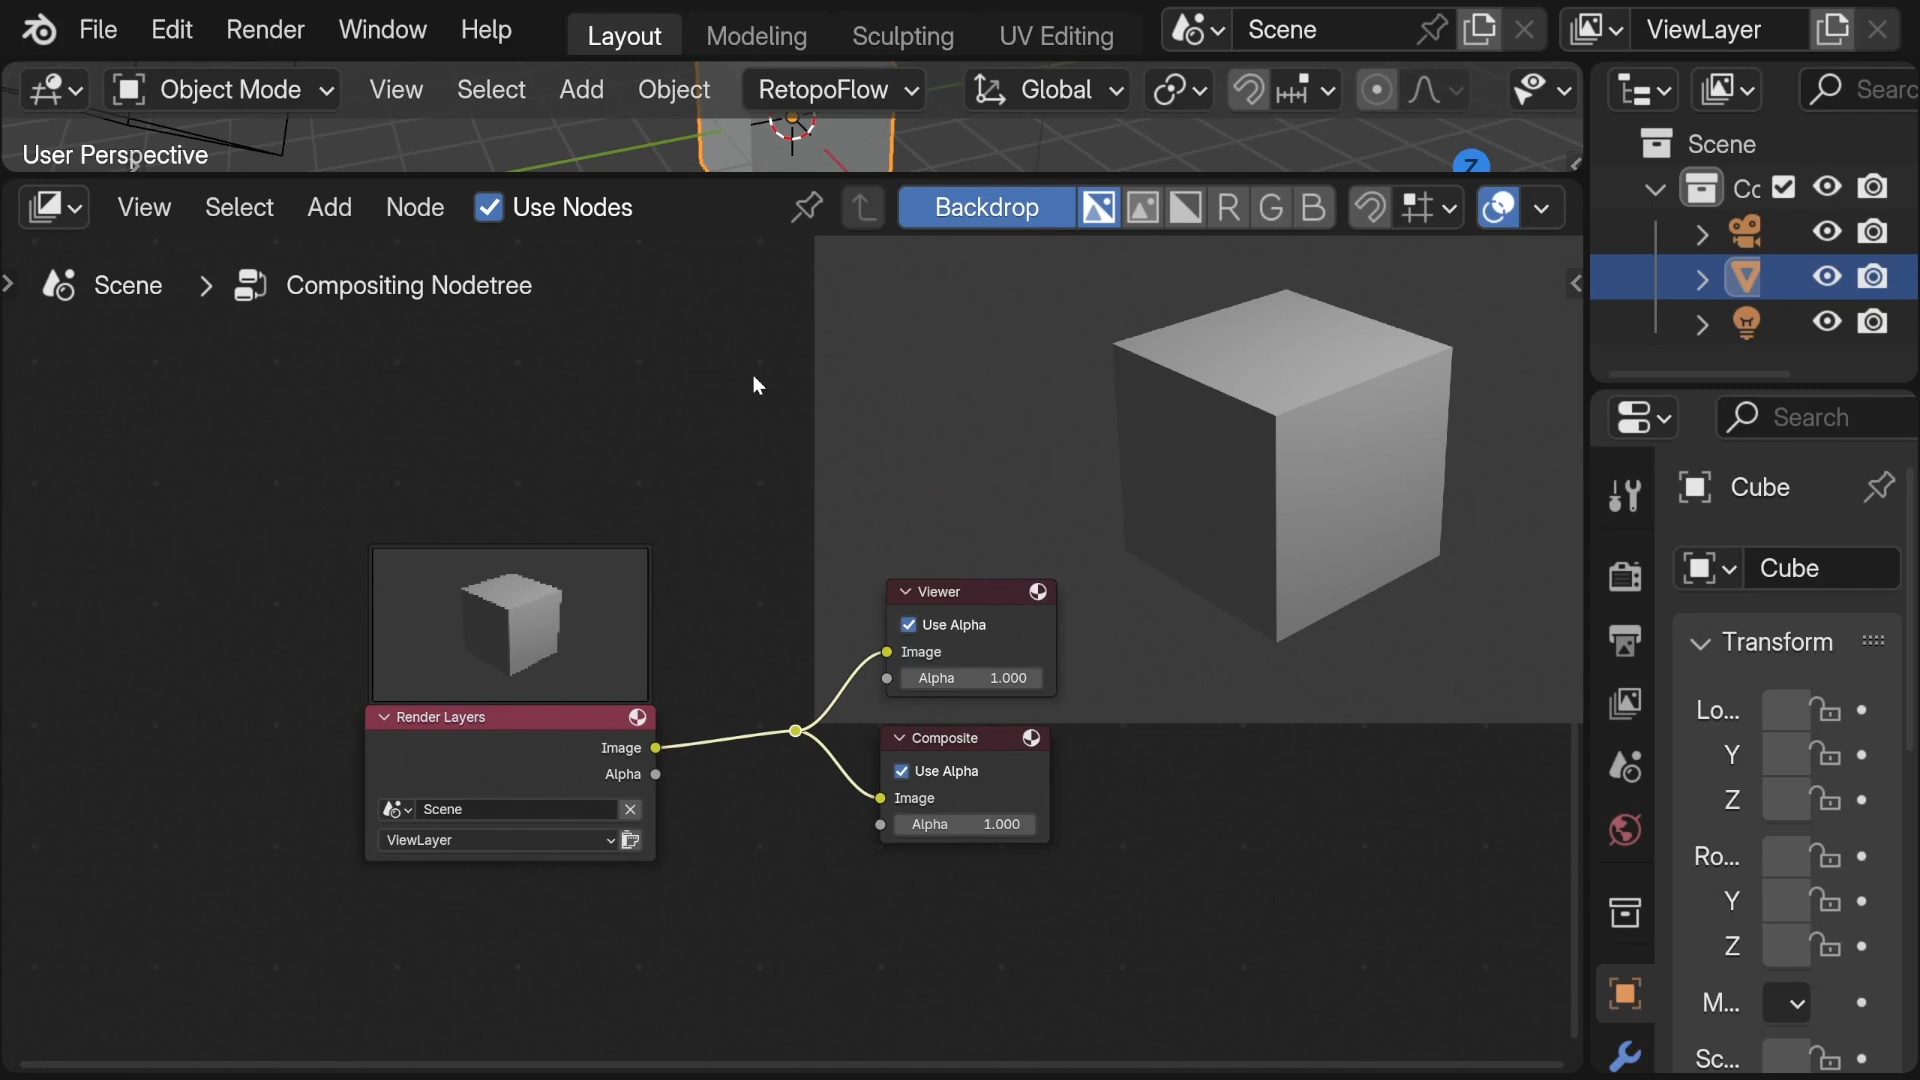 File Edit Render Window Help Layout Modeling Sculpting UV Editing Scene ViewLayer
Object Mode View Select Add Object RetopoFlow Global
User Perspective
Z
View Select Add Node Use Nodes Backdrop R G B
Scene > Compositing Nodetree
Render Layers
Image
Alpha
Scene
ViewLayer
Viewer
Use Alpha
Image
Alpha 1.000
Composite
Use Alpha
Image
Alpha 1.000
Searc
Scene
Cc
Search
Cube
Cube
Transform
Lo...
Y
Z
Ro...
Y
Z
M...
Sc...